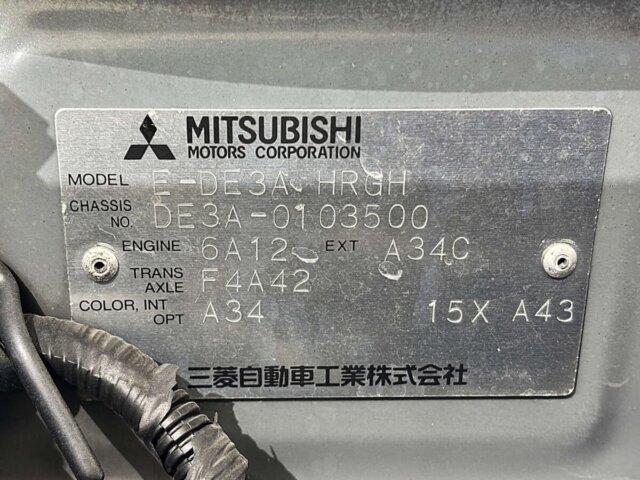 MITSUBISHI
MOTORS CORPORATION
MODEL E-DE3A HRGH
CHASSIS NO. DE3A-0103500
ENGINE 6A12 EXT A34C
TRANS AXLE F4A42
COLOR, INT OPT A34 15X A43
三菱自動車工業株式会社